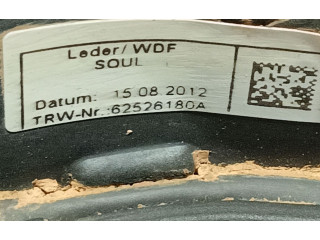 Leder/WDF
SOUL
Datum: 15.08.2012
TRW-Nr.:62526180A